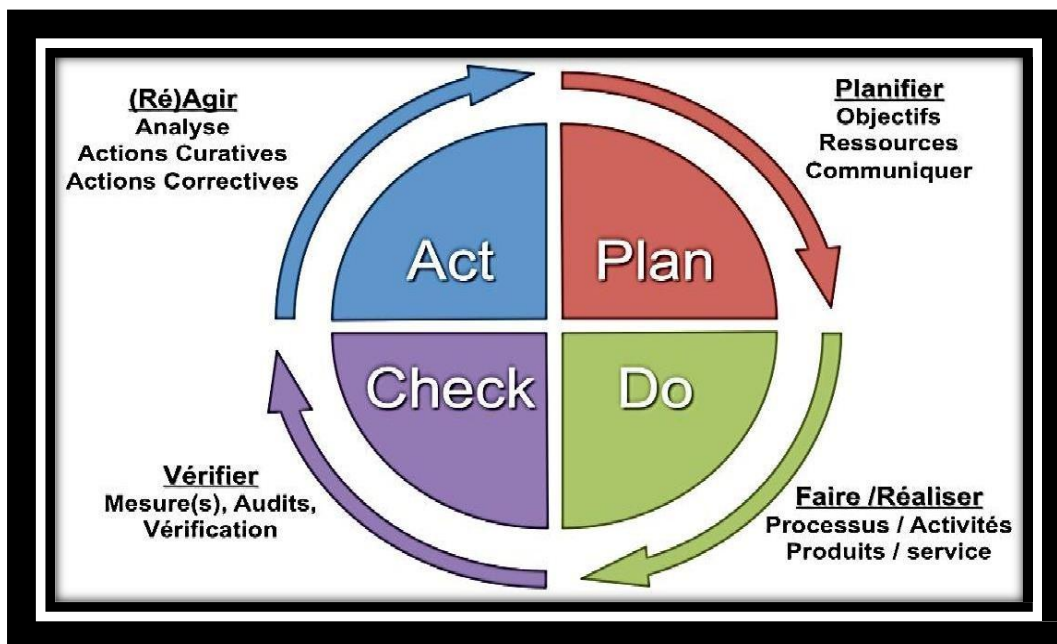 (Ré)Agir
Analyse
Actions Curatives
Actions Correctives
Planifier
Objectifs
Ressources
Communiquer
Act
Plan
Check
Do
Vérifier
Mesure(s), Audits,
Vérification
Faire /Réaliser
Processus / Activités
Produits / service